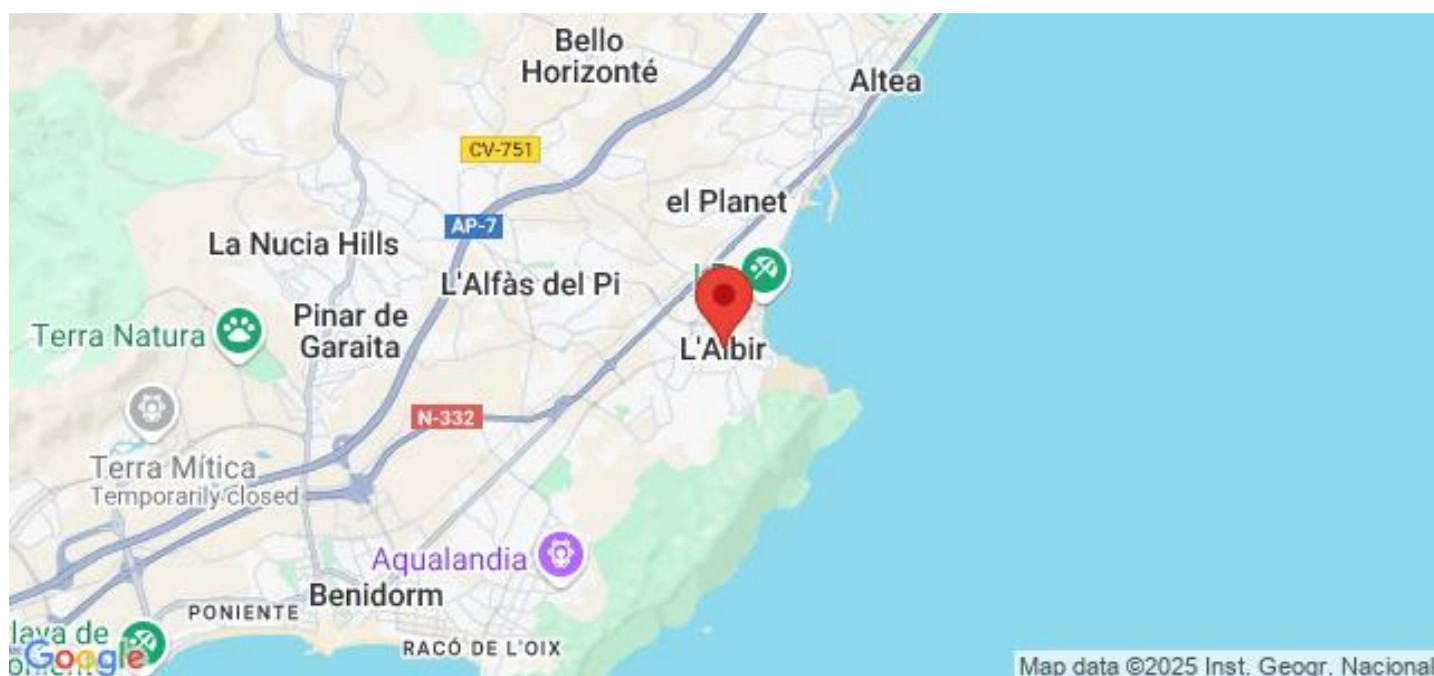 Bello
Horizonté
Altea
CV-751
el Planet
AP-7
La Nucia Hills
L'Alfàs del Pi
Terra Natura
Pinar de
Garaita
L'Albir
N-332
Terra Mítica
Temporarily closed
Aqualandia
Benidorm
PONIENTE
RACÓ DE L'OIX
de
Google
Map data ©2025 Inst. Geogr. Nacional